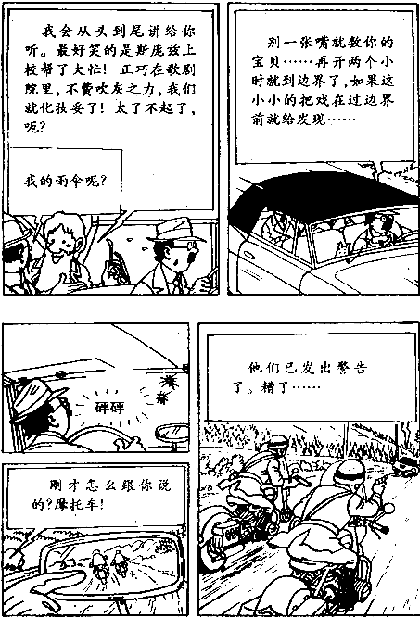 我会从头到尾讲给你
听。最好笑的是斯庞兹上
校帮了大忙！正巧在歌剧
院里，不费吹灰之力，我们
就化装妥了！太了不起了，
呃？
我的雨伞呢？
别一张嘴就数你的
宝贝……再开两个小
时就到边界了，如果这
小小的把戏在过边界
前就给发现……
砰砰
刚才怎么跟你说
的？摩托车！
他们已发出警告
了。糟了……